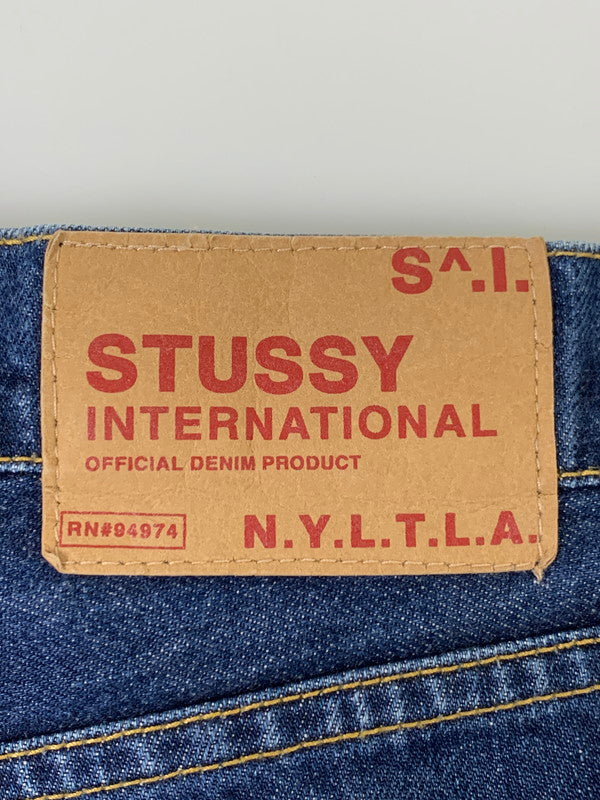 S^.I.
STUSSY
INTERNATIONAL
OFFICIAL DENIM PRODUCT
RN#94974
N.Y.L.T.L.A.